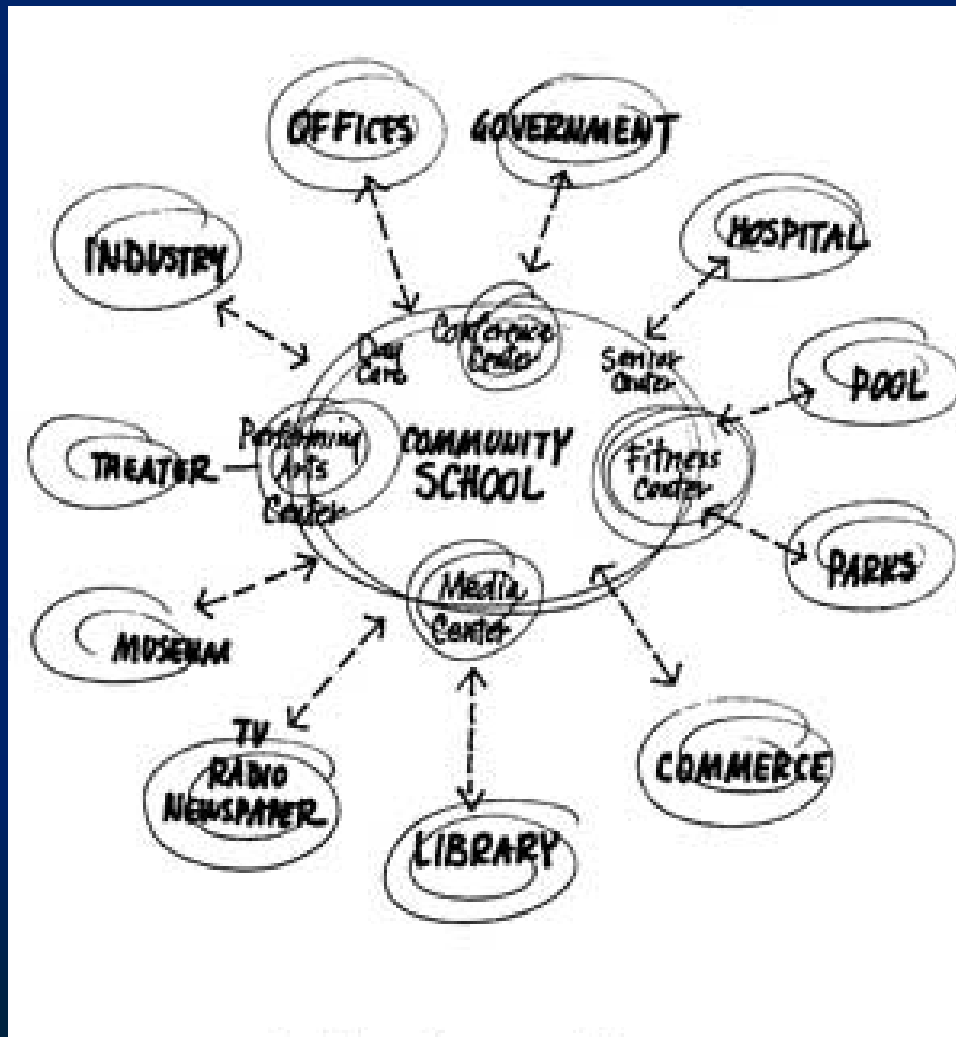 OFFICES
GOVERNMENT
HOSPITAL
INDUSTRY
Day
Care
Conference
Center
Senior
Center
POOL
THEATER
Performing
Arts
Center
COMMUNITY
SCHOOL
Fitness
Center
PARKS
Media
Center
MUSEUM
TV
RADIO
NEWSPAPER
COMMERCE
LIBRARY